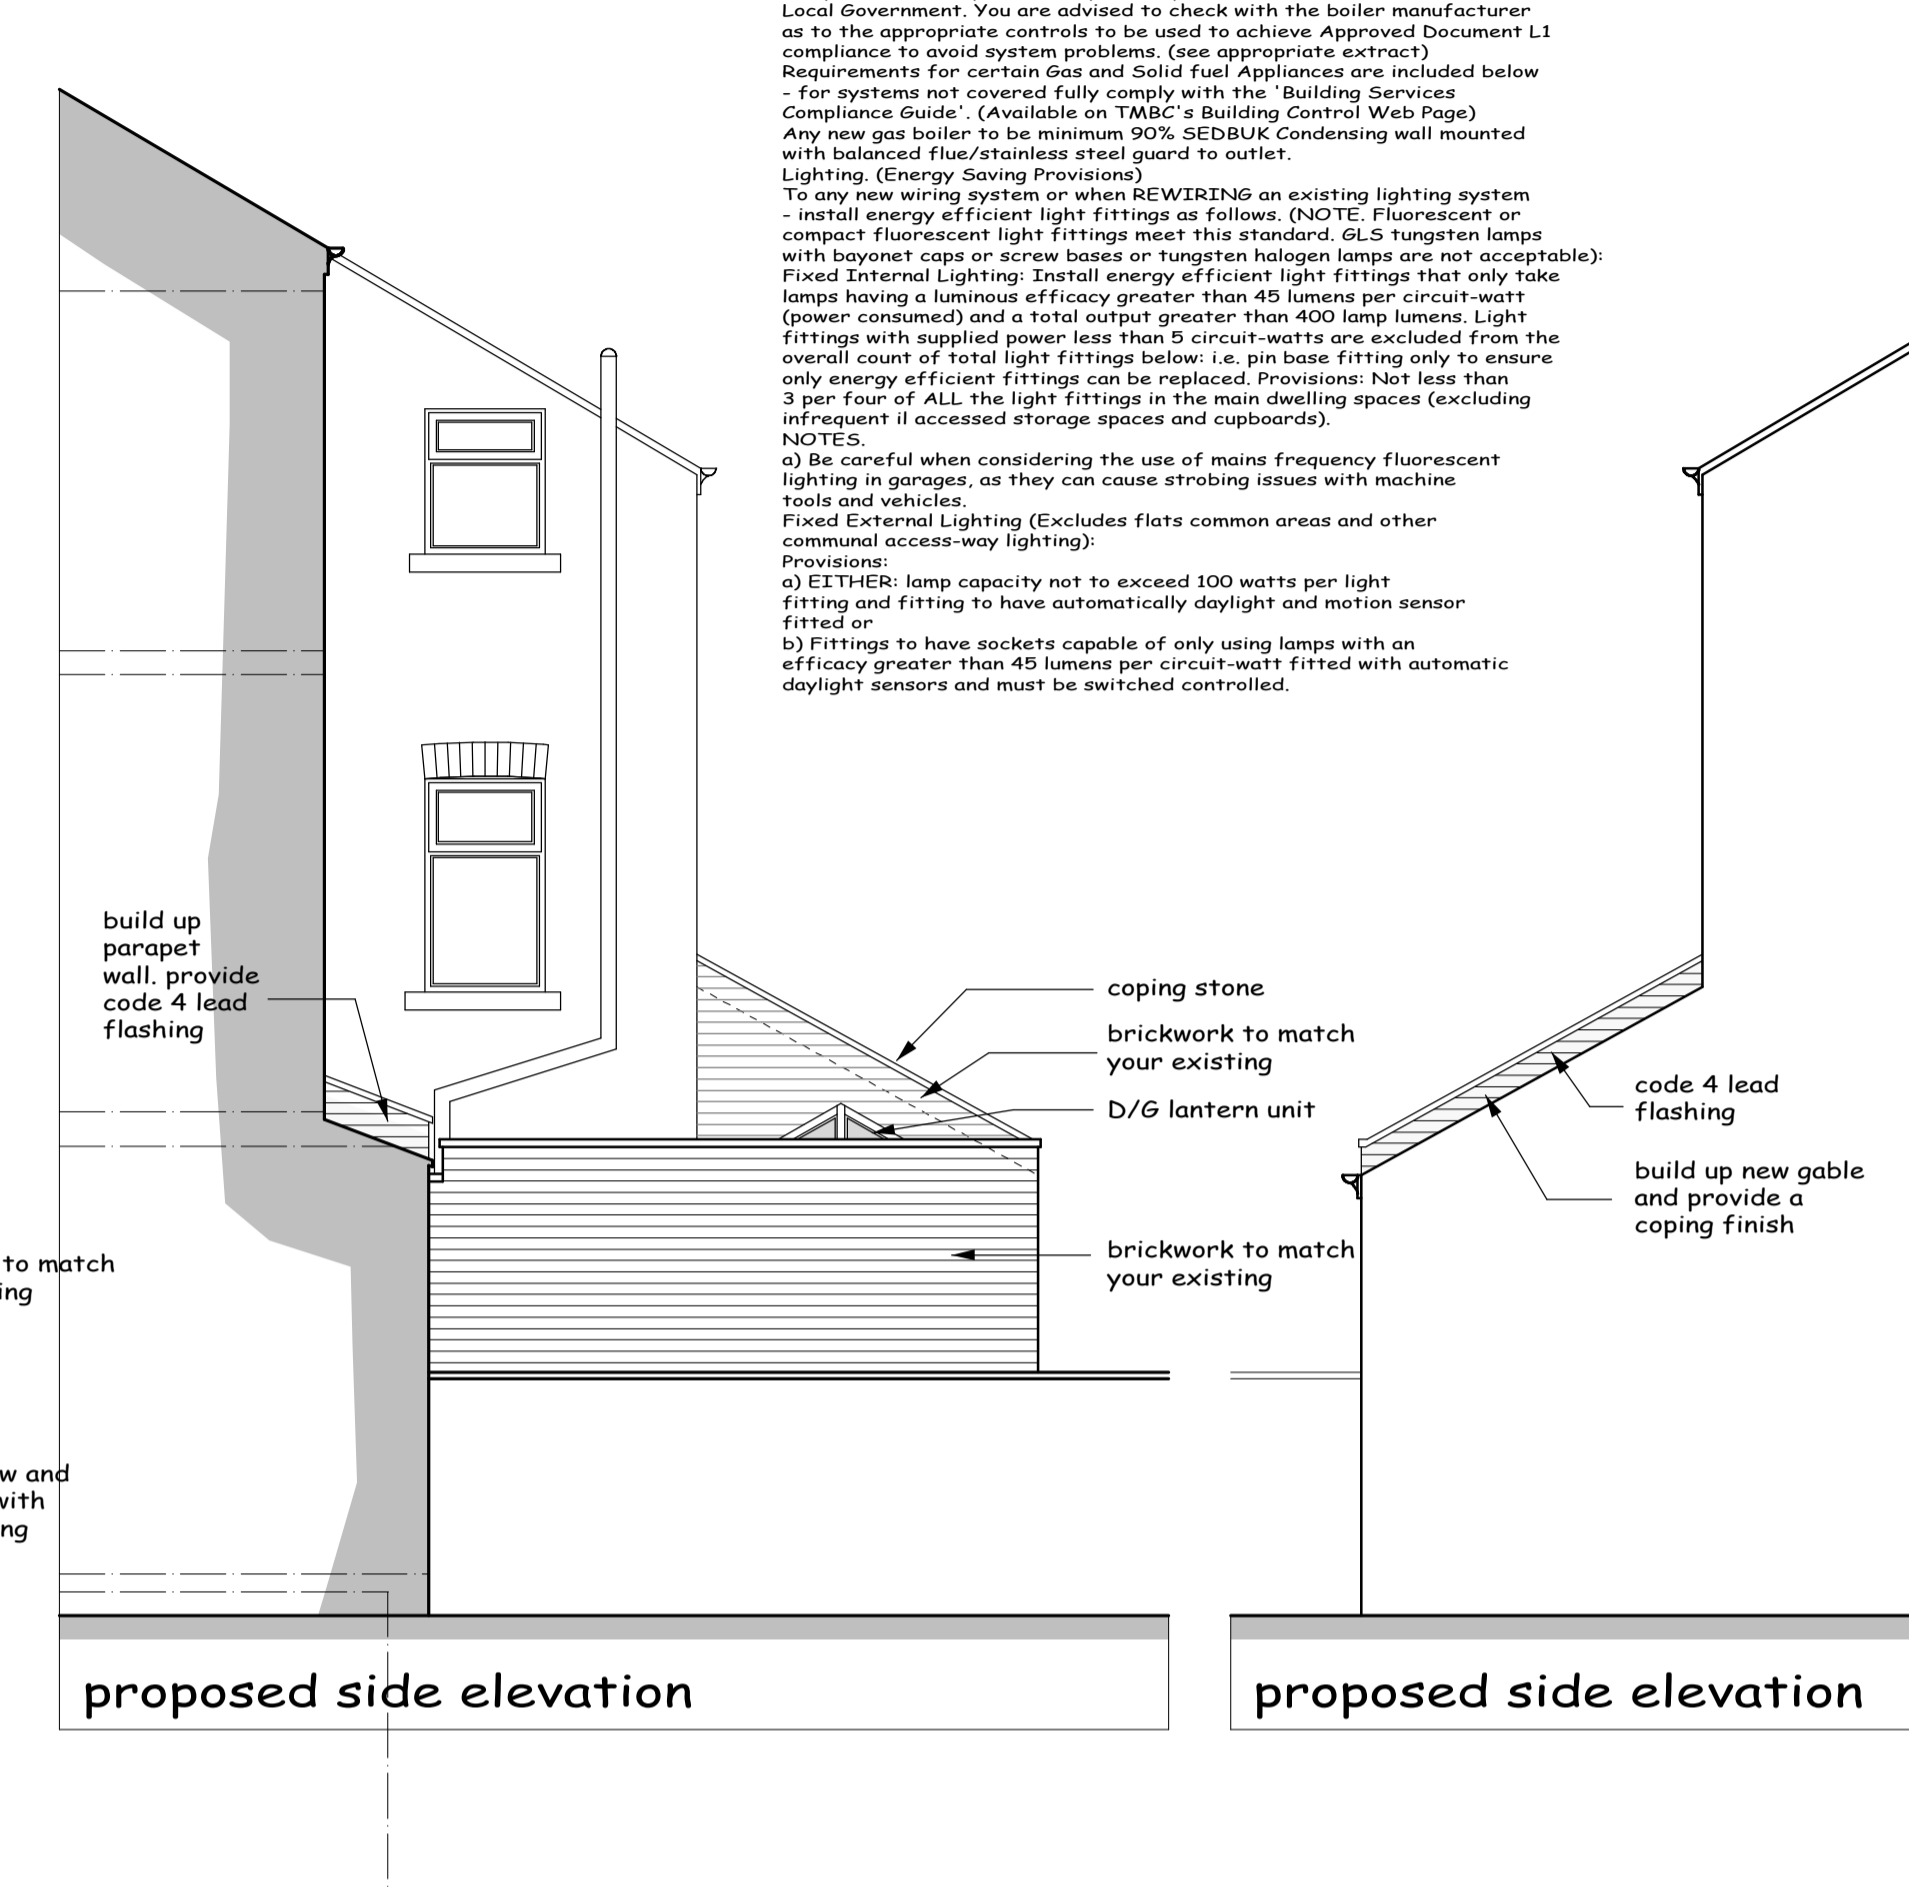 Local Government. You are advised to check with the boiler manufacturer
as to the appropriate controls to be used to achieve Approved Document L1
compliance to avoid system problems. (see appropriate extract)
Requirements for certain Gas and Solid fuel Appliances are included below
- for systems not covered fully comply with the 'Building Services
Compliance Guide'. (Available on TMBC's Building Control Web Page)
Any new gas boiler to be minimum 90% SEDBUK Condensing wall mounted
with balanced flue/stainless steel guard to outlet.
Lighting. (Energy Saving Provisions)
To any new wiring system or when REWIRING an existing lighting system
- install energy efficient light fittings as follows. (NOTE. Fluorescent or
compact fluorescent light fittings meet this standard. GLS tungsten lamps
with bayonet caps or screw bases or tungsten halogen lamps are not acceptable):
Fixed Internal Lighting: Install energy efficient light fittings that only take
lamps having a luminous efficacy greater than 45 lumens per circuit-watt
(power consumed) and a total output greater than 400 lamp lumens. Light
fittings with supplied power less than 5 circuit-watts are excluded from the
overall count of total light fittings below: i.e. pin base fitting only to ensure
only energy efficient fittings can be replaced. Provisions: Not less than
3 per four of ALL the light fittings in the main dwelling spaces (excluding
infrequent il accessed storage spaces and cupboards).
NOTES.
a) Be careful when considering the use of mains frequency fluorescent
lighting in garages, as they can cause strobing issues with machine
tools and vehicles.
Fixed External Lighting (Excludes flats common areas and other
communal access-way lighting):
Provisions:
a) EITHER: lamp capacity not to exceed 100 watts per light
fitting and fitting to have automatically daylight and motion sensor
fitted or
b) Fittings to have sockets capable of only using lamps with an
efficacy greater than 45 lumens per circuit-watt fitted with automatic
daylight sensors and must be switched controlled.
build up
parapet
wall. provide
code 4 lead
flashing
coping stone
brickwork to match
your existing
D/G lantern unit
brickwork to match
your existing
code 4 lead
flashing
build up new gable
and provide a
coping finish
to match
ing
w and
with
ng
proposed side elevation
proposed side elevation